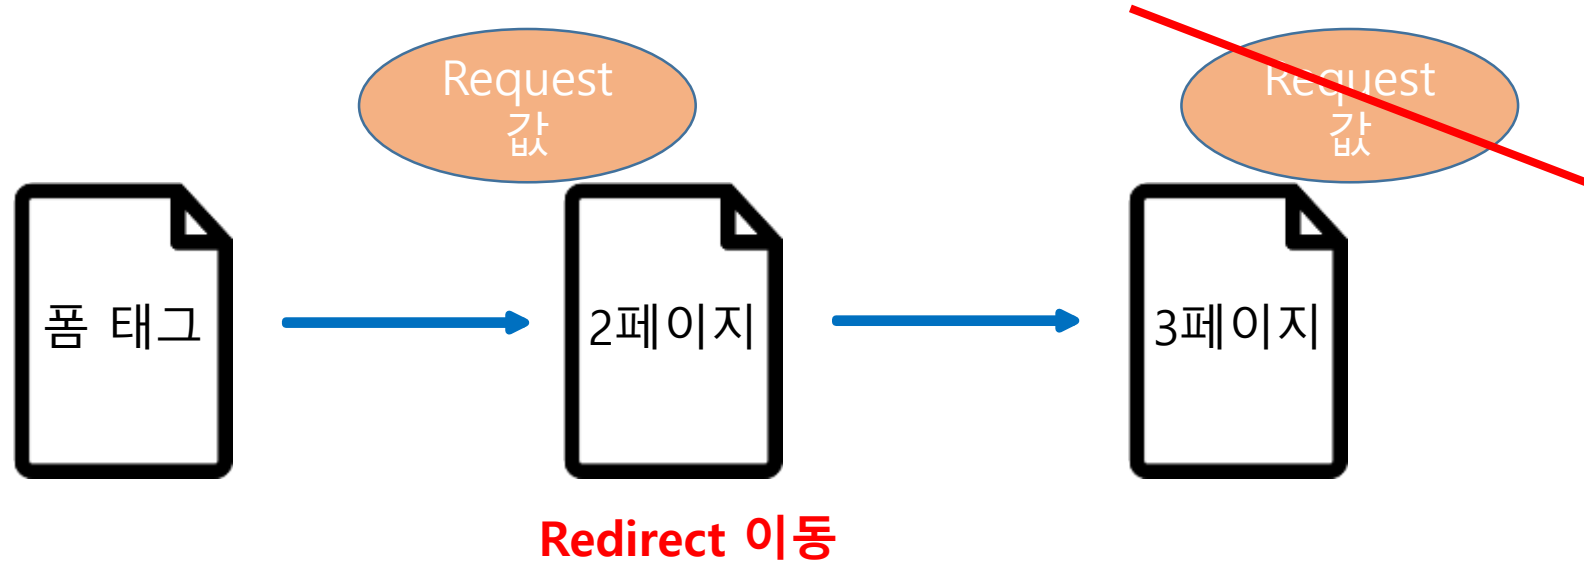 Request
값
Request
값
폼 태그
2페이지
3페이지
Redirect 이동